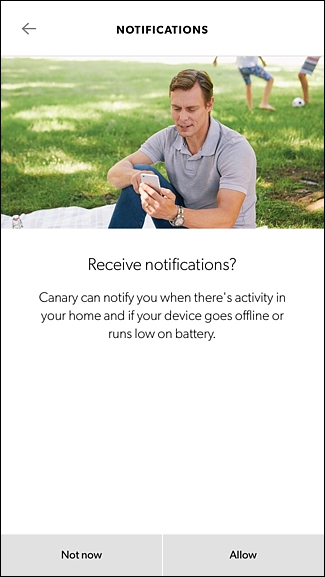 NOTIFICATIONS
Receive notifications?
Canary can notify you when there's activity in
your home and if your device goes offline or
runs low on battery.
Not now
Allow